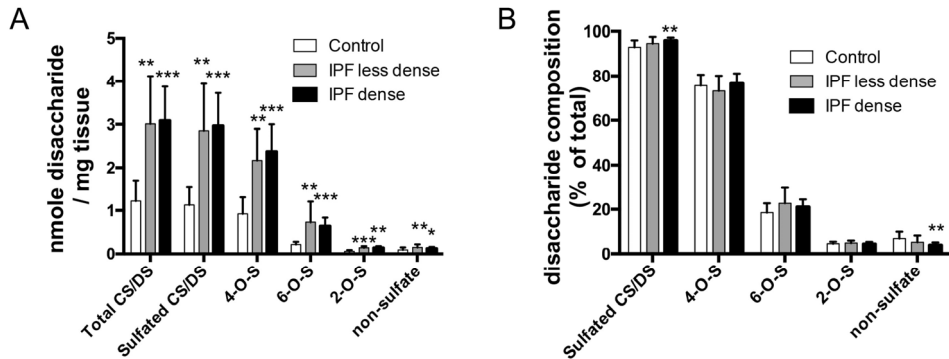 A
nmole disaccharide
/ mg tissue
5
4
3
2
1
0
Control
IPF less dense
IPF dense
** ***
** ***
** ***
** ***
*** **
** *
Total CS/DS
Sulfated CS/DS
4-O-S
6-O-S
2-O-S
non-sulfate
B
disaccharide composition
(% of total)
100
80
60
40
20
0
**
Control
IPF less dense
IPF dense
**
Sulfated CS/DS
4-O-S
6-O-S
2-O-S
non-sulfate